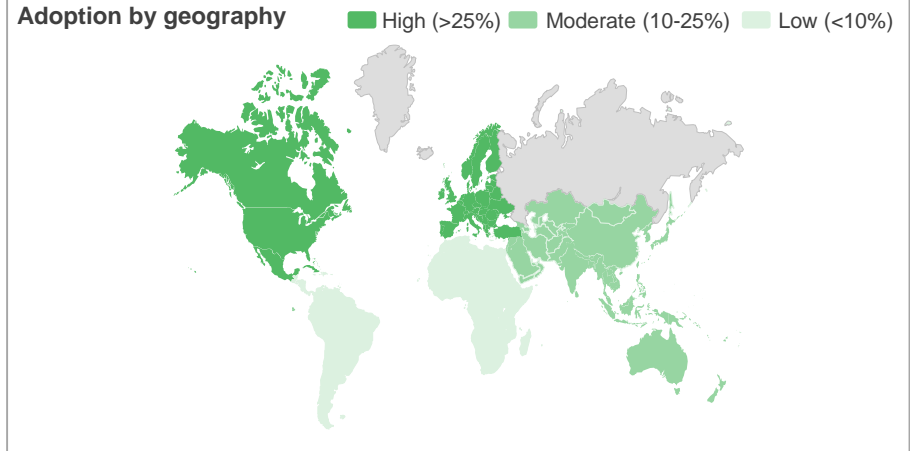 Adoption by geography
High (>25%)
Moderate (10-25%)
Low (<10%)